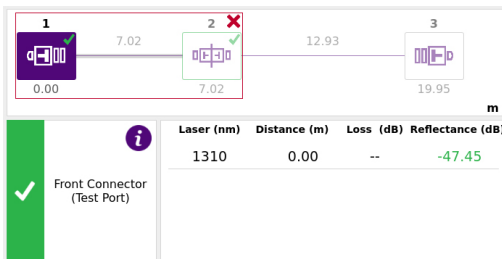 1 2 3
7.02 12.93
0.00 7.02 19.95
m
Front Connector
(Test Port)
Laser (nm) Distance (m) Loss (dB) Reflectance (dB)
1310 0.00 -- -47.45